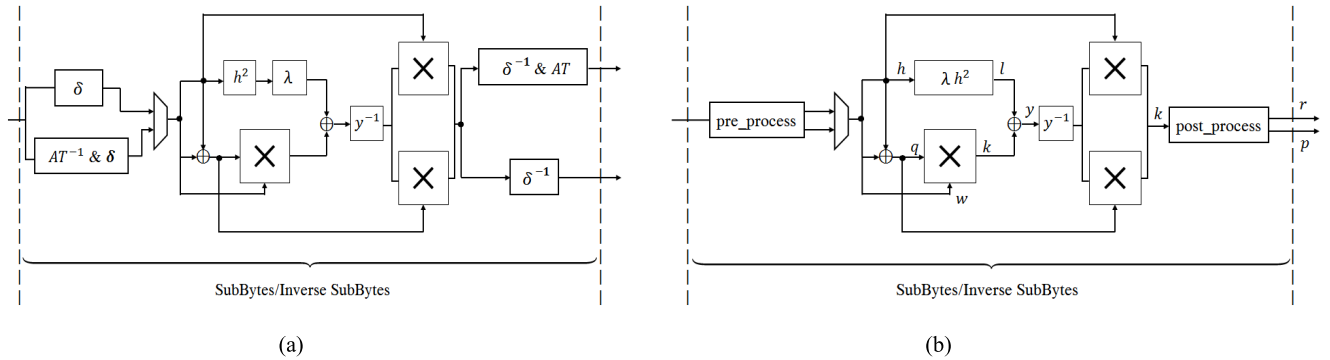 δ
AT⁻¹ & δ
h²
λ
y⁻¹
δ⁻¹ & AT
δ⁻¹
SubBytes/Inverse SubBytes
(a)
pre_process
h
λ h²
l
q
k
w
y
y⁻¹
k
post_process
r
p
SubBytes/Inverse SubBytes
(b)